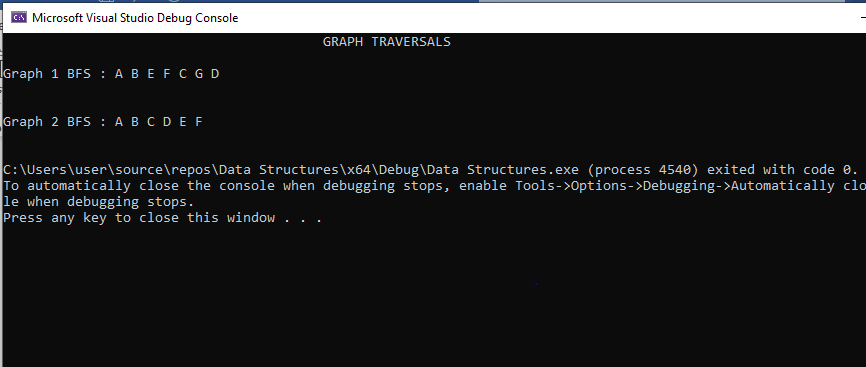 Microsoft Visual Studio Debug Console
GRAPH TRAVERSALS
Graph 1 BFS : A B E F C G D
Graph 2 BFS : A B C D E F
C:\Users\user\source\repos\Data Structures\x64\Debug\Data Structures.exe (process 4540) exited with code 0.
To automatically close the console when debugging stops, enable Tools->Options->Debugging->Automatically clo
le when debugging stops.
Press any key to close this window . . .